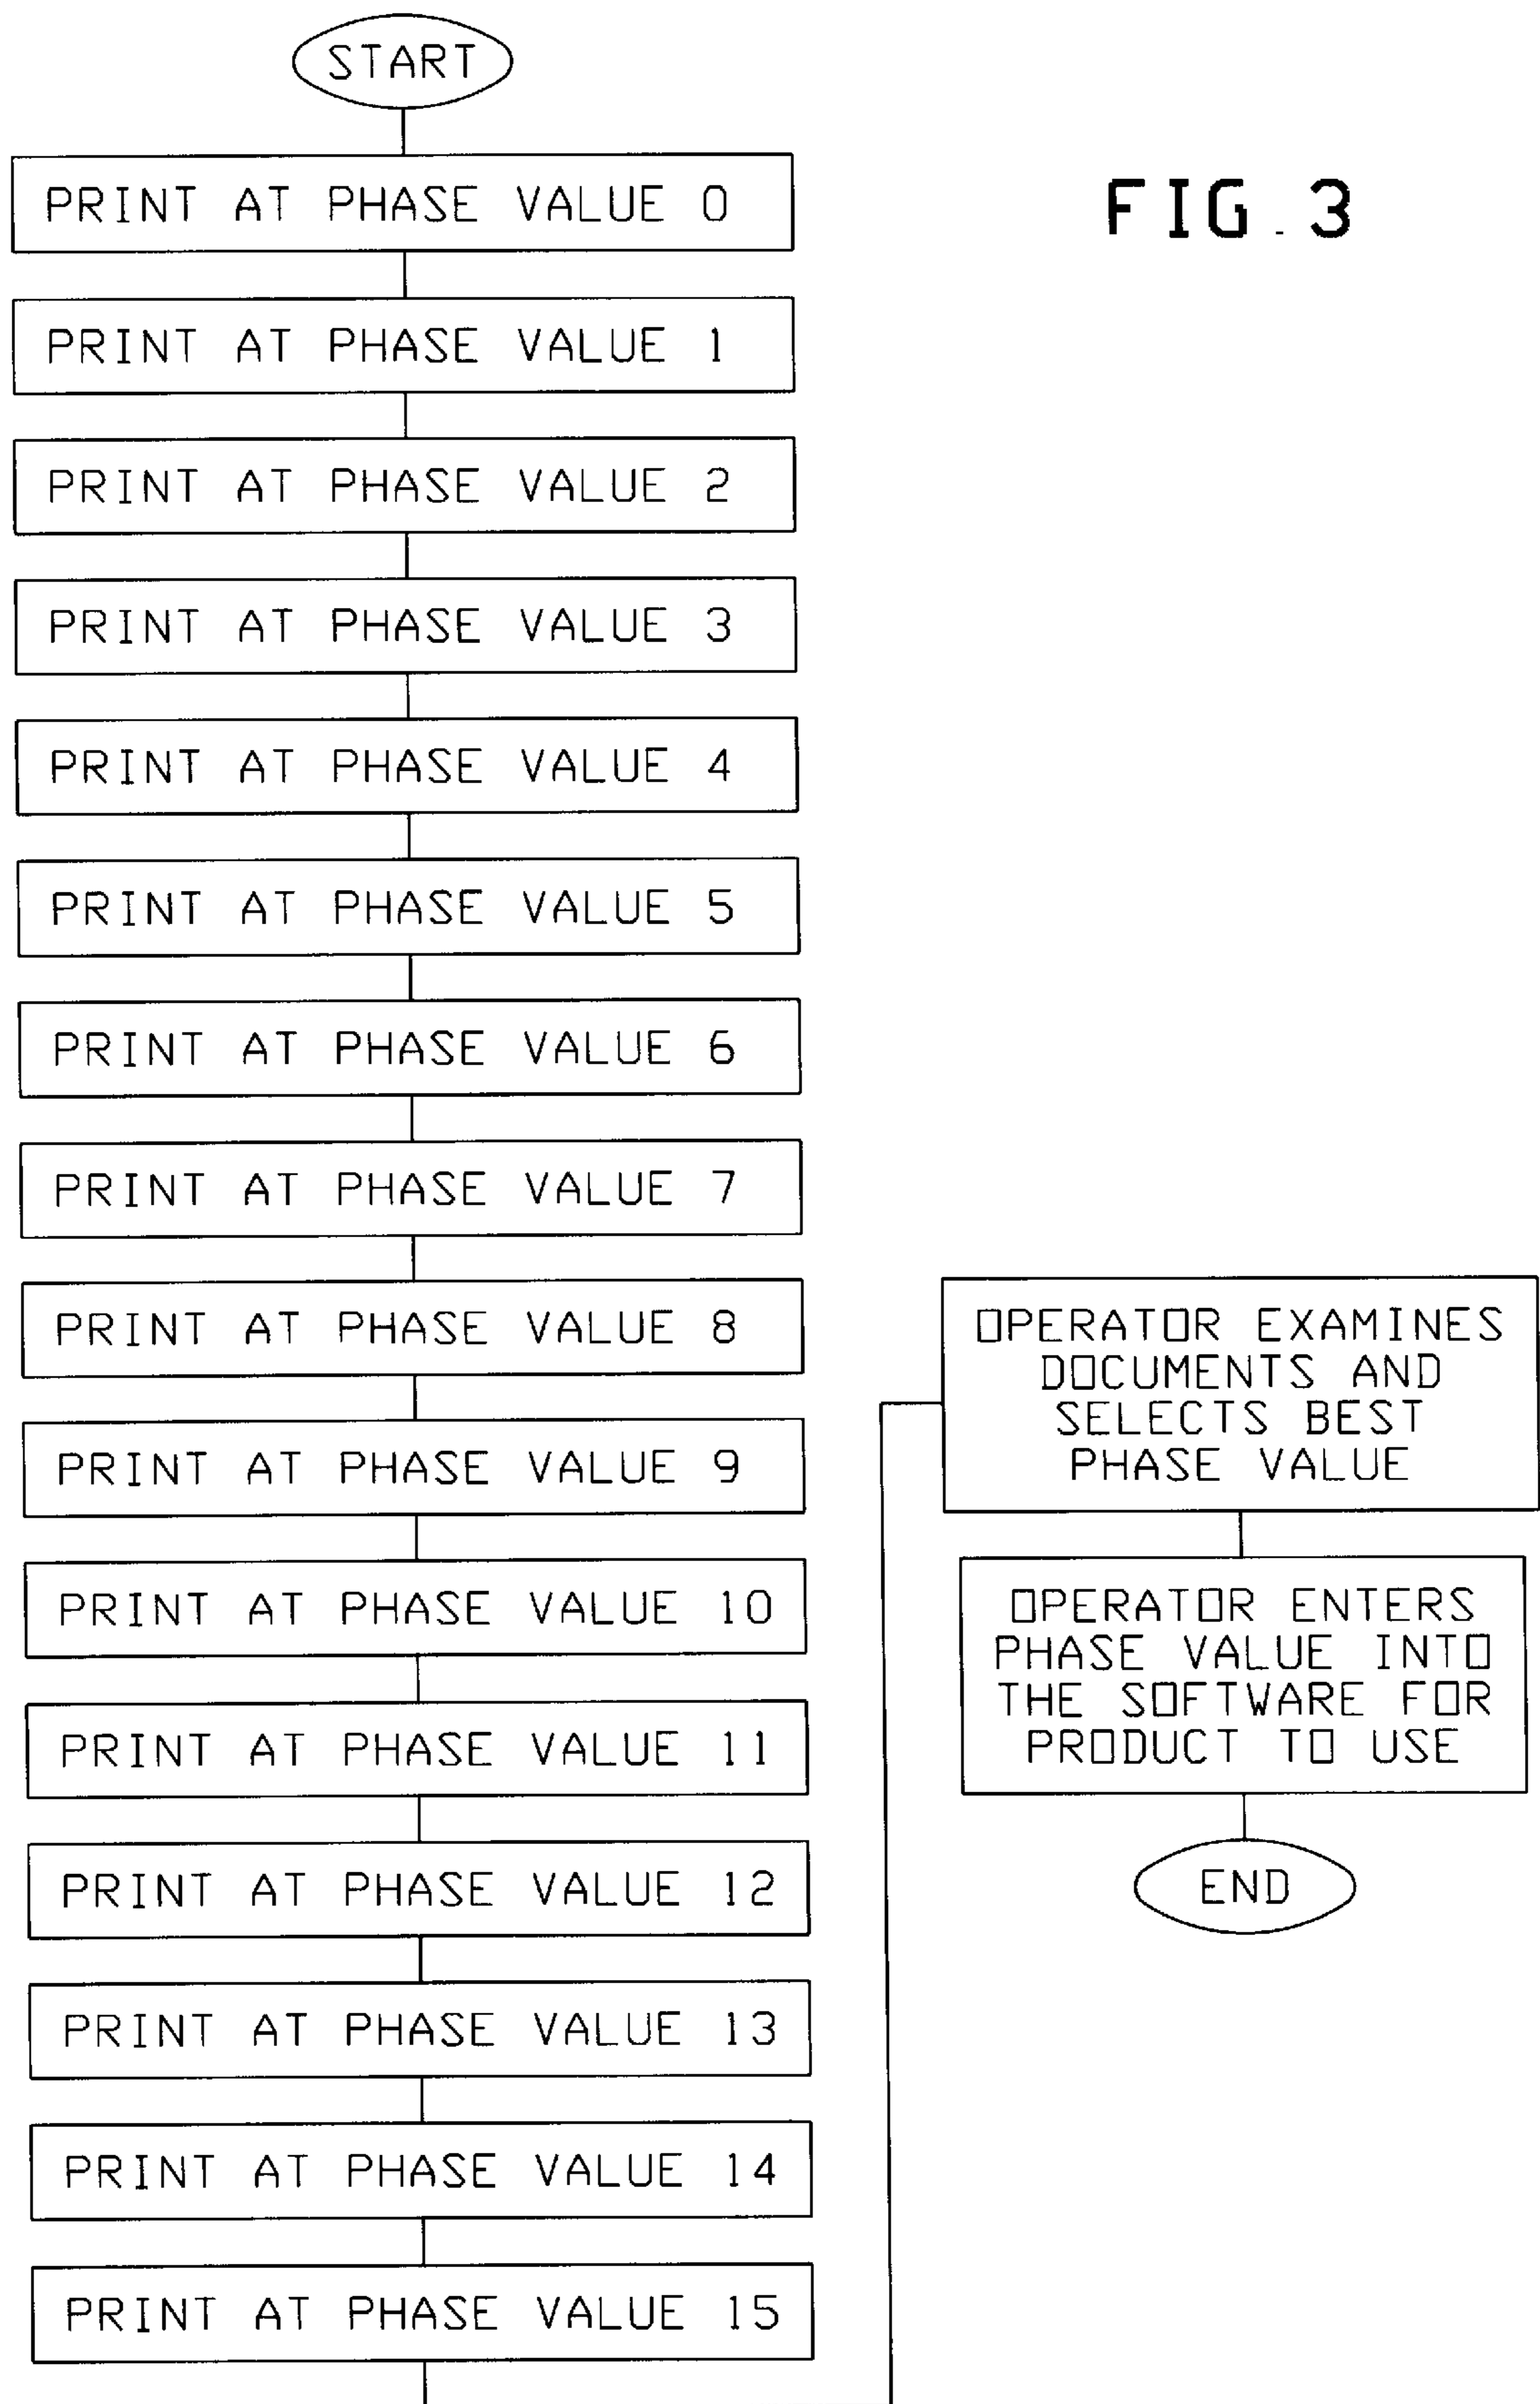 START
FIG. 3
PRINT AT PHASE VALUE 0
PRINT AT PHASE VALUE 1
PRINT AT PHASE VALUE 2
PRINT AT PHASE VALUE 3
PRINT AT PHASE VALUE 4
PRINT AT PHASE VALUE 5
PRINT AT PHASE VALUE 6
PRINT AT PHASE VALUE 7
PRINT AT PHASE VALUE 8
PRINT AT PHASE VALUE 9
PRINT AT PHASE VALUE 10
PRINT AT PHASE VALUE 11
PRINT AT PHASE VALUE 12
PRINT AT PHASE VALUE 13
PRINT AT PHASE VALUE 14
PRINT AT PHASE VALUE 15
OPERATOR EXAMINES
DOCUMENTS AND
SELECTS BEST
PHASE VALUE
OPERATOR ENTERS
PHASE VALUE INTO
THE SOFTWARE FOR
PRODUCT TO USE
END